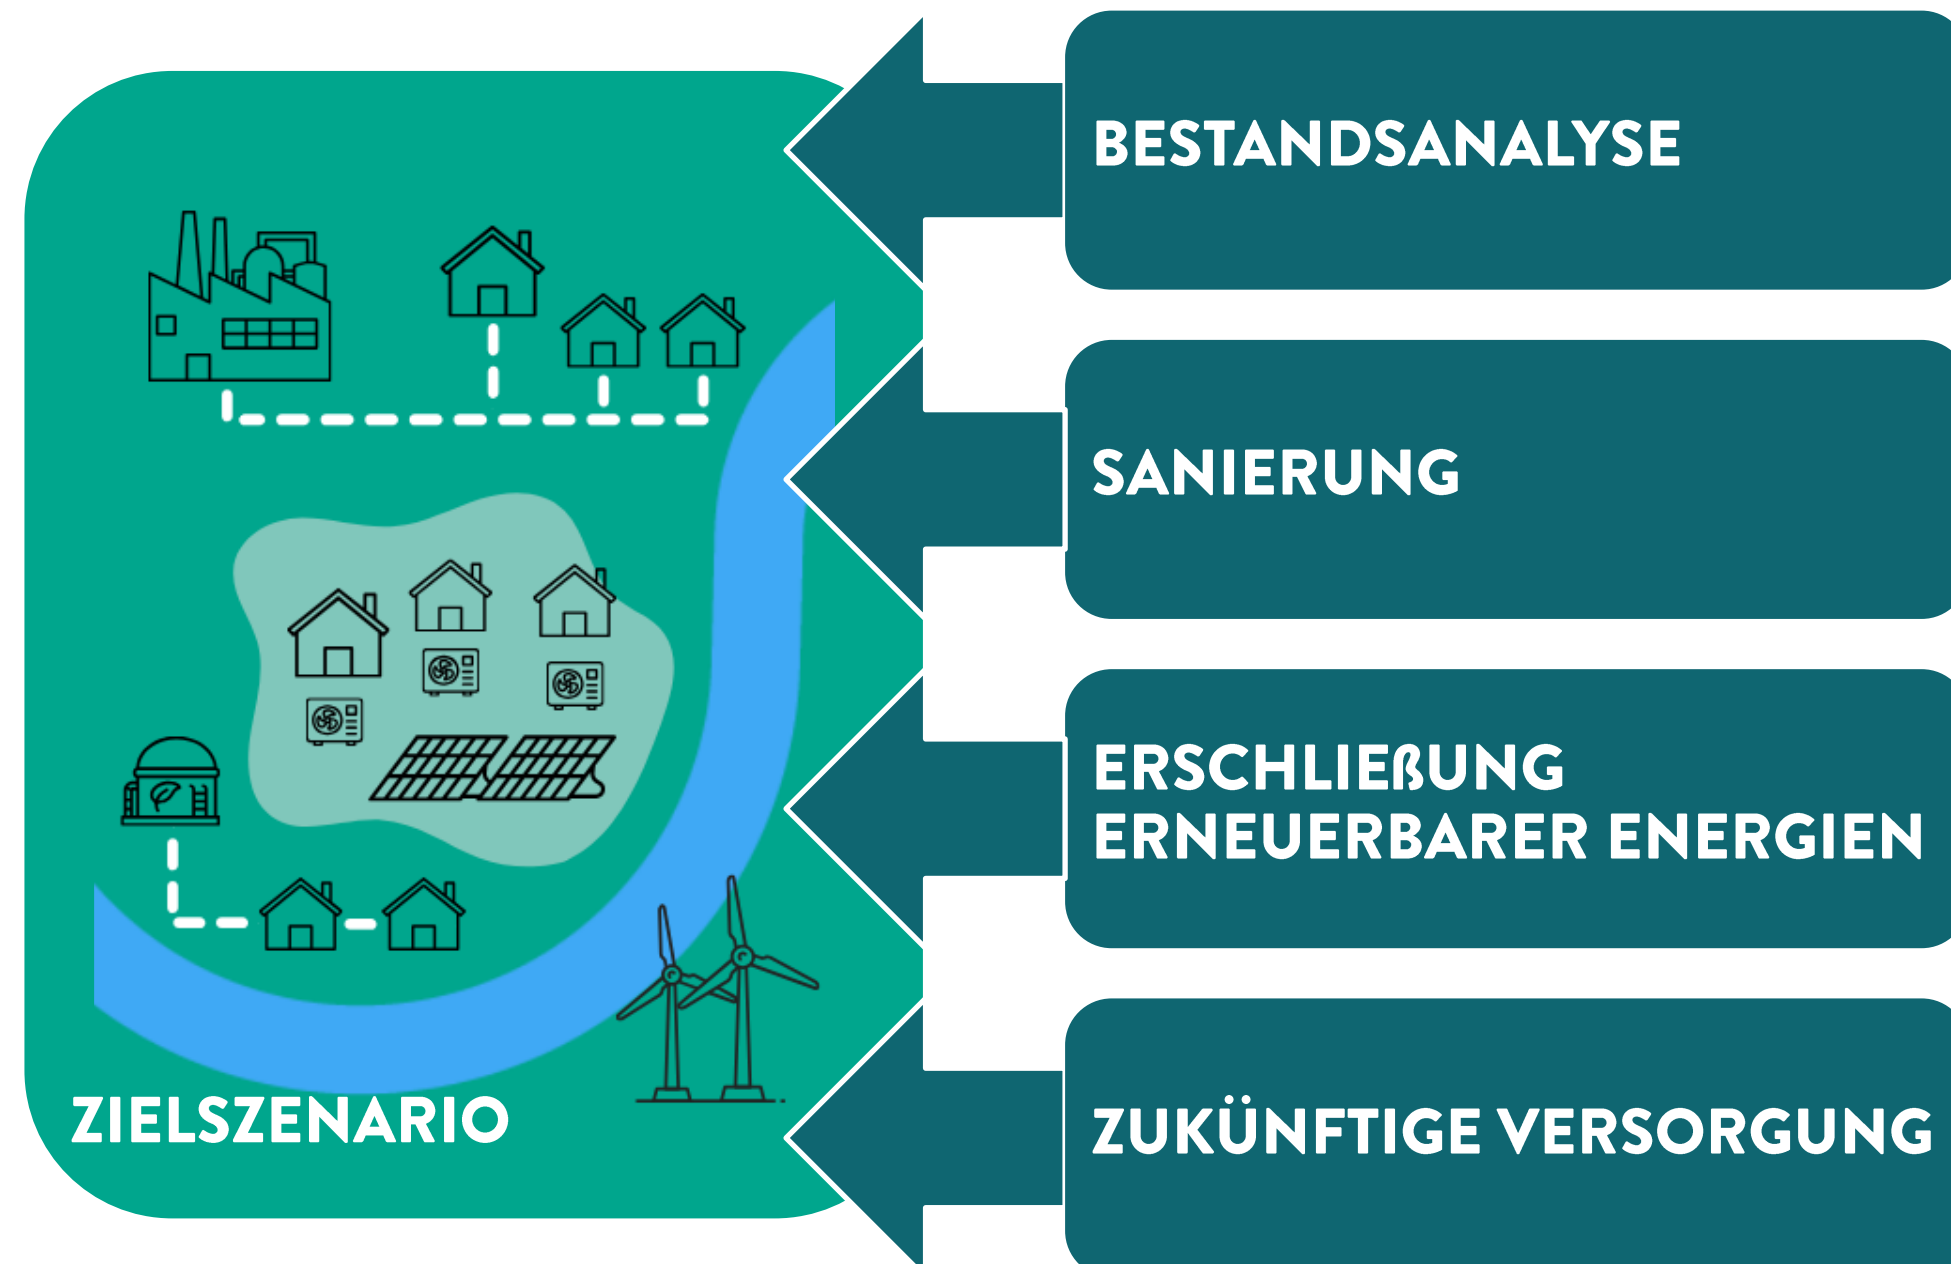 BESTANDSANALYSE
SANIERUNG
ERSCHLIEßUNG
ERNEUERBARER ENERGIEN
ZUKÜNFTIGE VERSORGUNG
ZIELSZENARIO